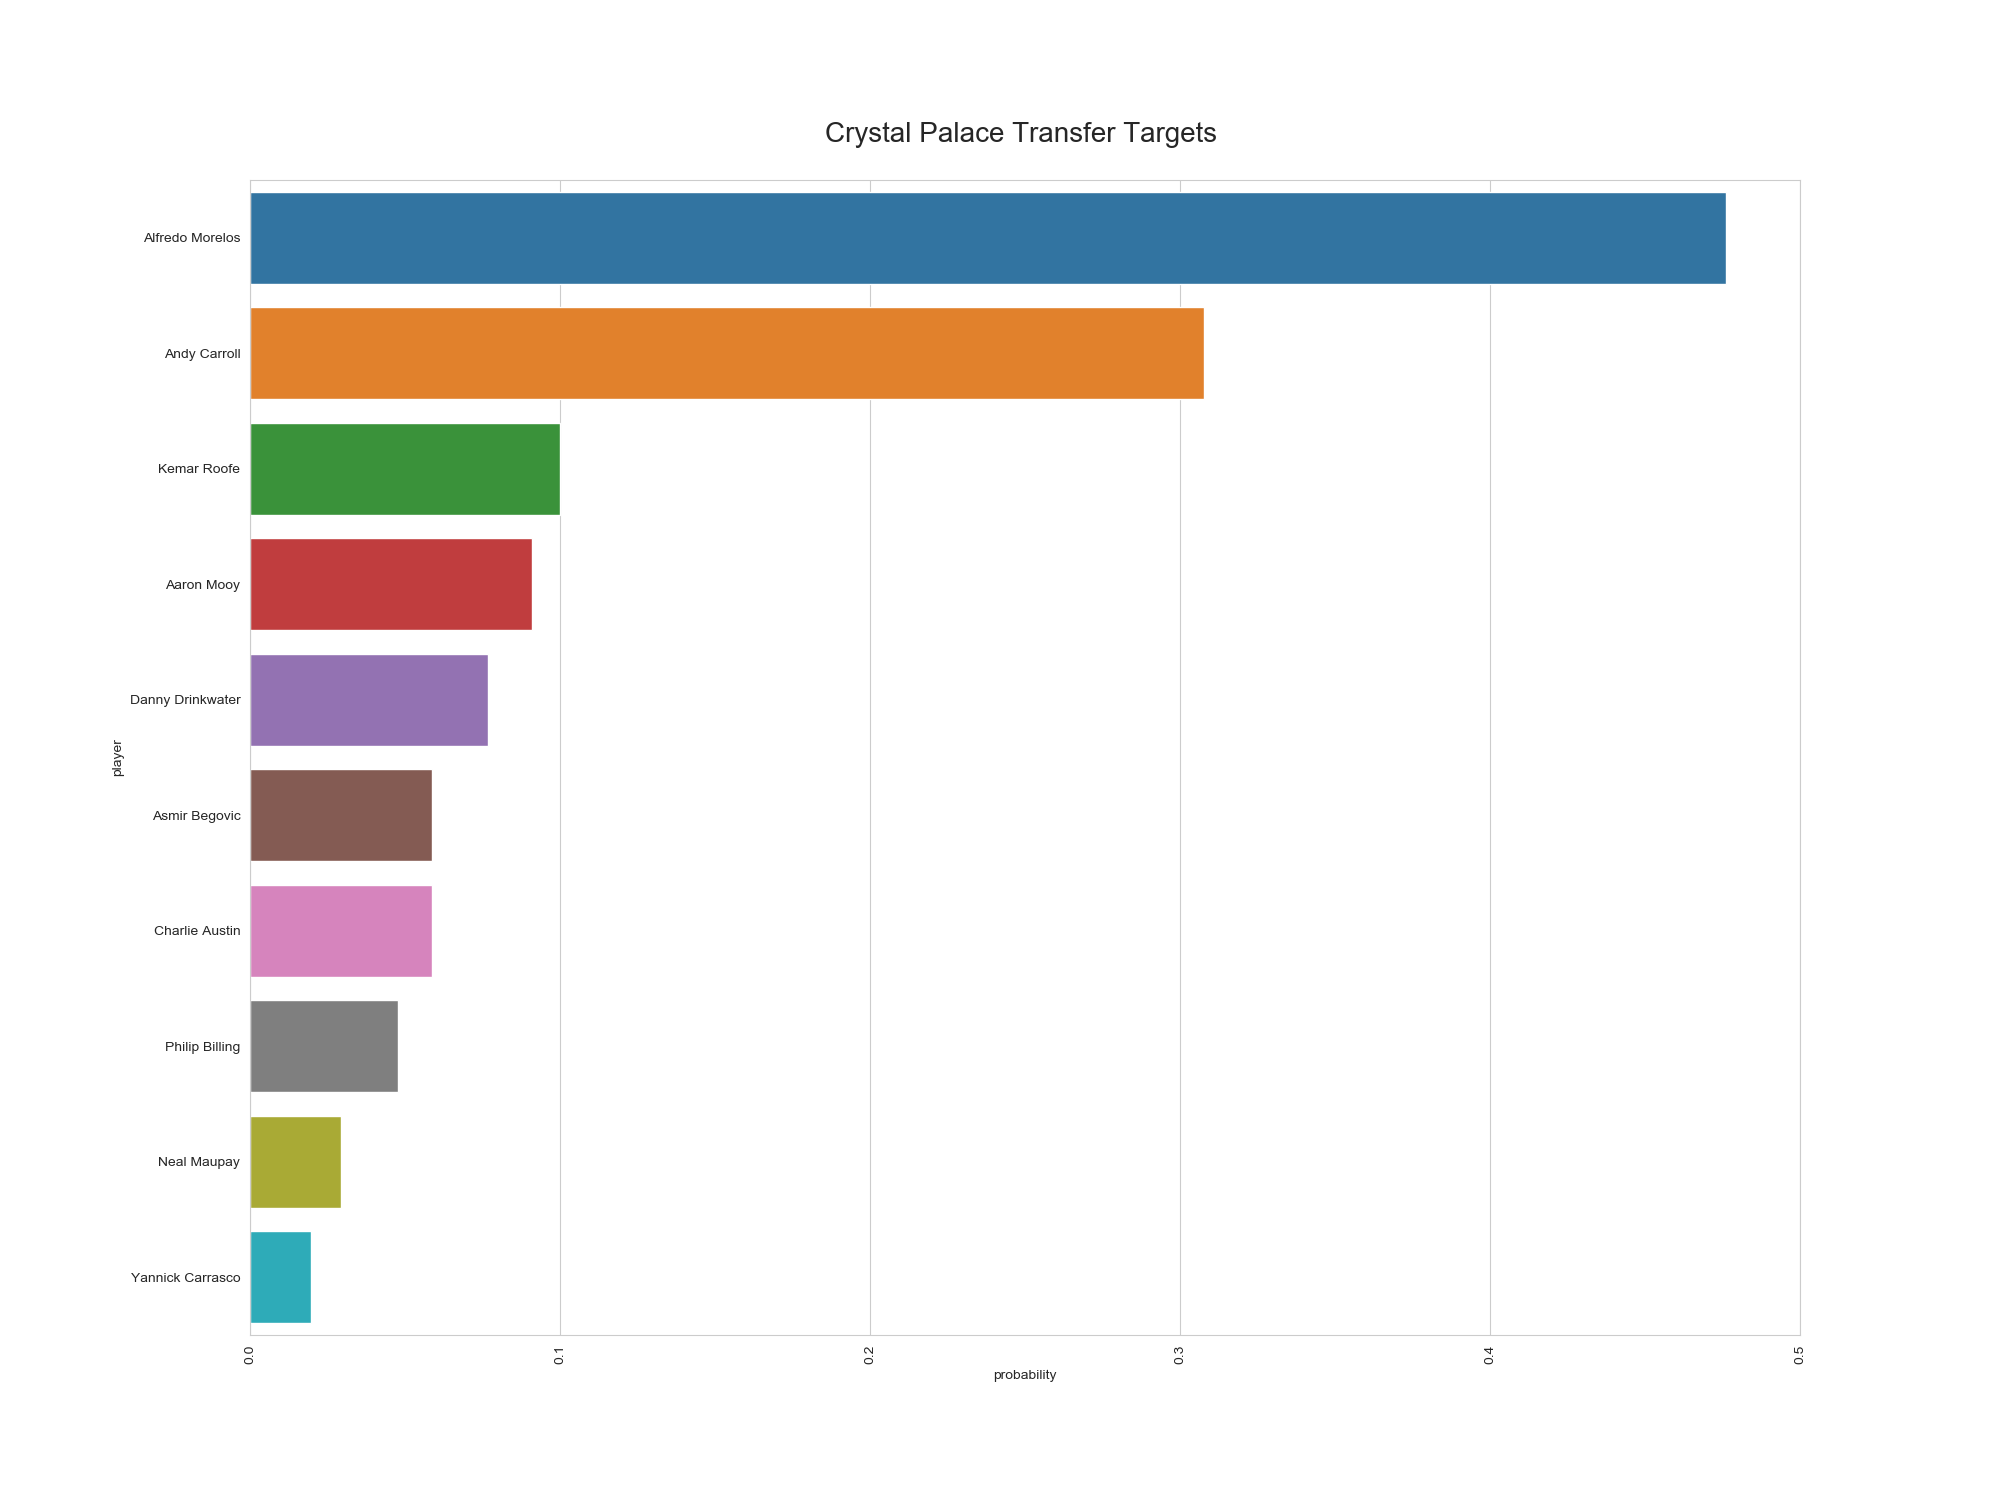 Crystal Palace Transfer Targets
Alfredo Morelos
Andy Carroll
Kemar Roofe
Aaron Mooy
Danny Drinkwater
Asmir Begovic
Charlie Austin
Philip Billing
Neal Maupay
Yannick Carrasco
player
0.0
0.1
0.2
0.3
0.4
0.5
probability